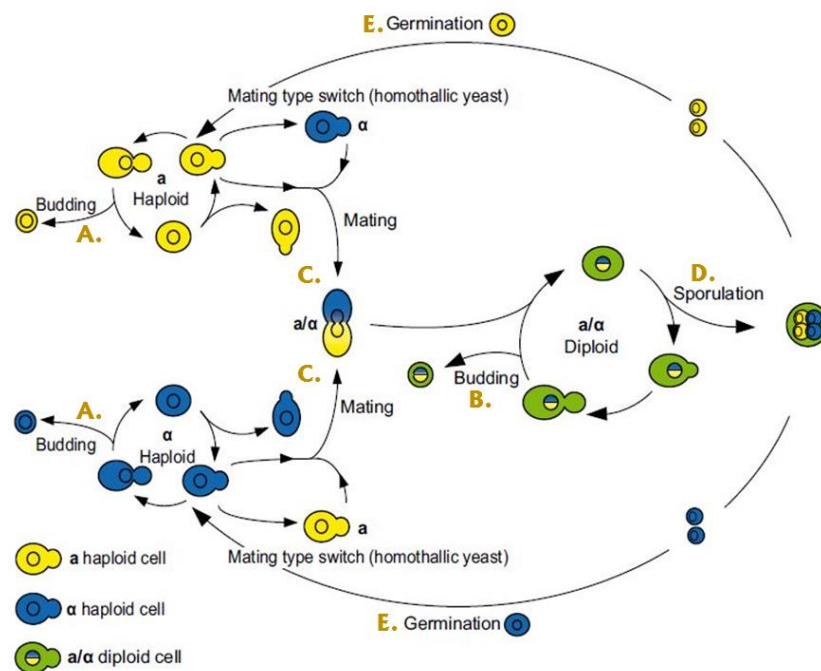 E. Germination
Mating type switch (homothallic yeast)
α
a
Haploid
Budding
A.
Mating
C.
D.
Sporulation
a/α
a/α
Diploid
C.
Budding
B.
Mating
A.
Budding
α
Haploid
a
Mating type switch (homothallic yeast)
a haploid cell
α haploid cell
E. Germination
a/α diploid cell